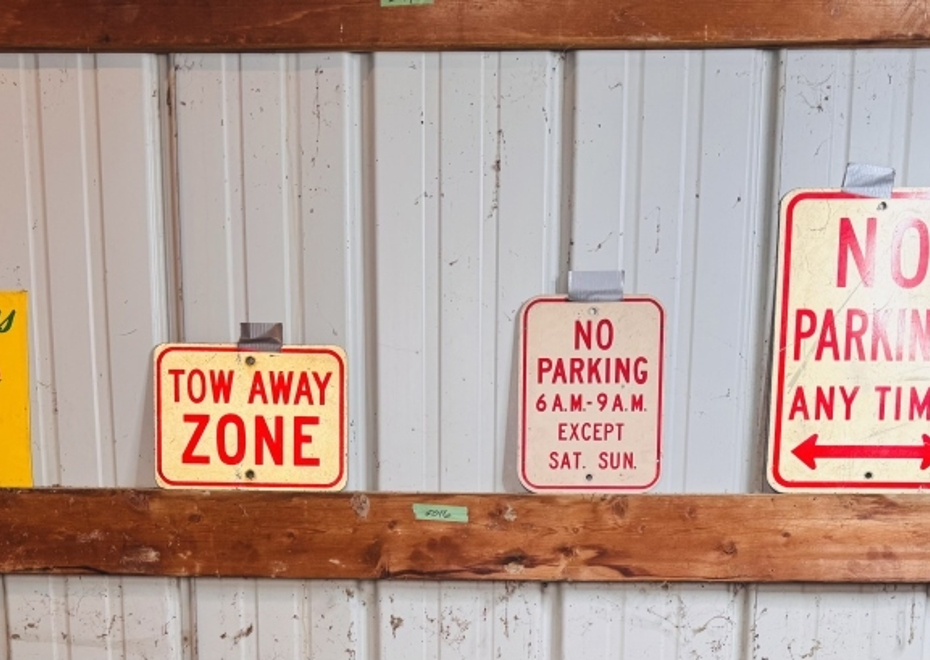 TOW AWAY
ZONE
NO
PARKING
6 A.M.-9 A.M.
EXCEPT
SAT. SUN.
NO
PARKIN
ANY TIM